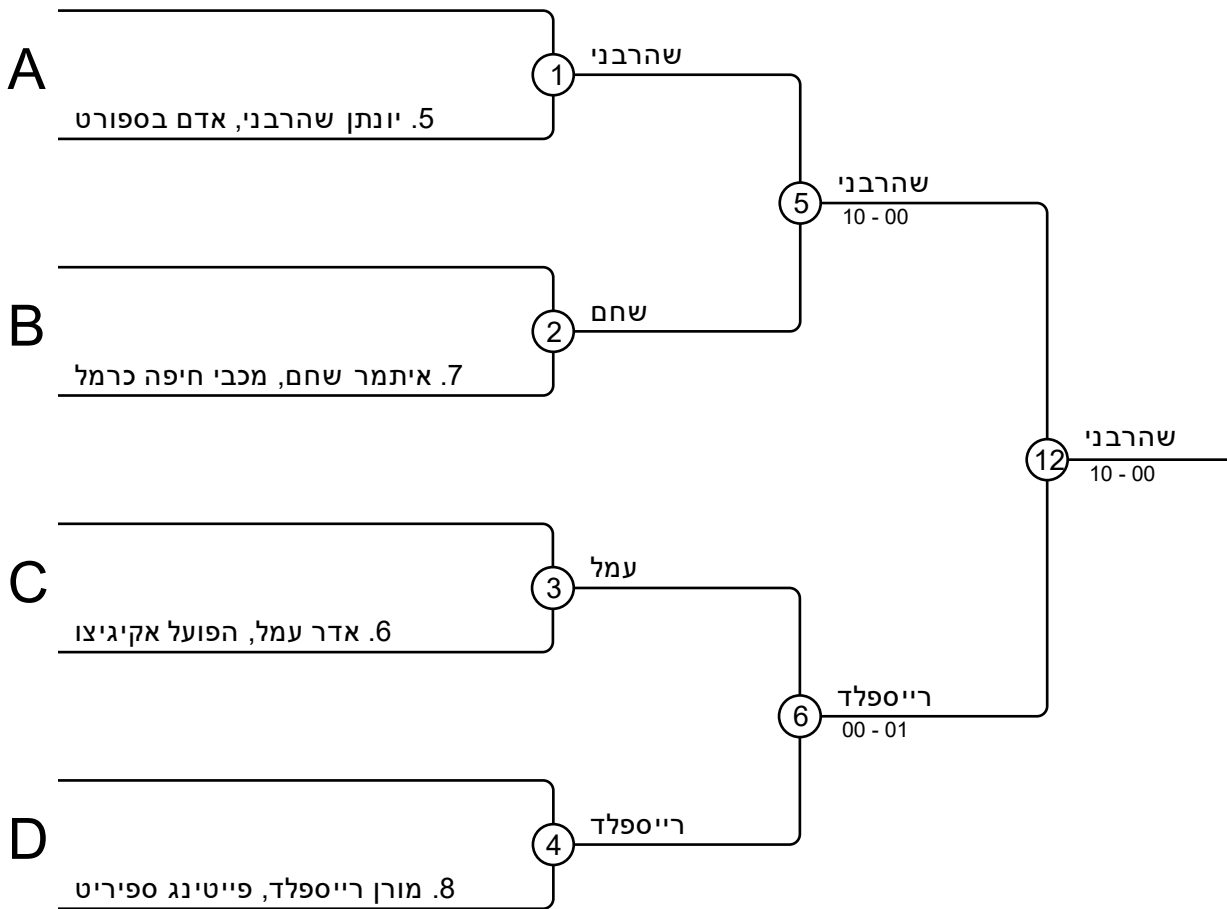 A
1
שהרבני
5. יונתן שהרבני, אדם בספורט
5
שהרבני
10 - 00
B
2
שחם
7. איתמר שחם, מכבי חיפה כרמל
12
שהרבני
10 - 00
C
3
עמל
6. אדר עמל, הפועל אקיגיצו
6
רייספלד
00 - 01
D
4
רייספלד
8. מורן רייספלד, פייטינג ספיריט